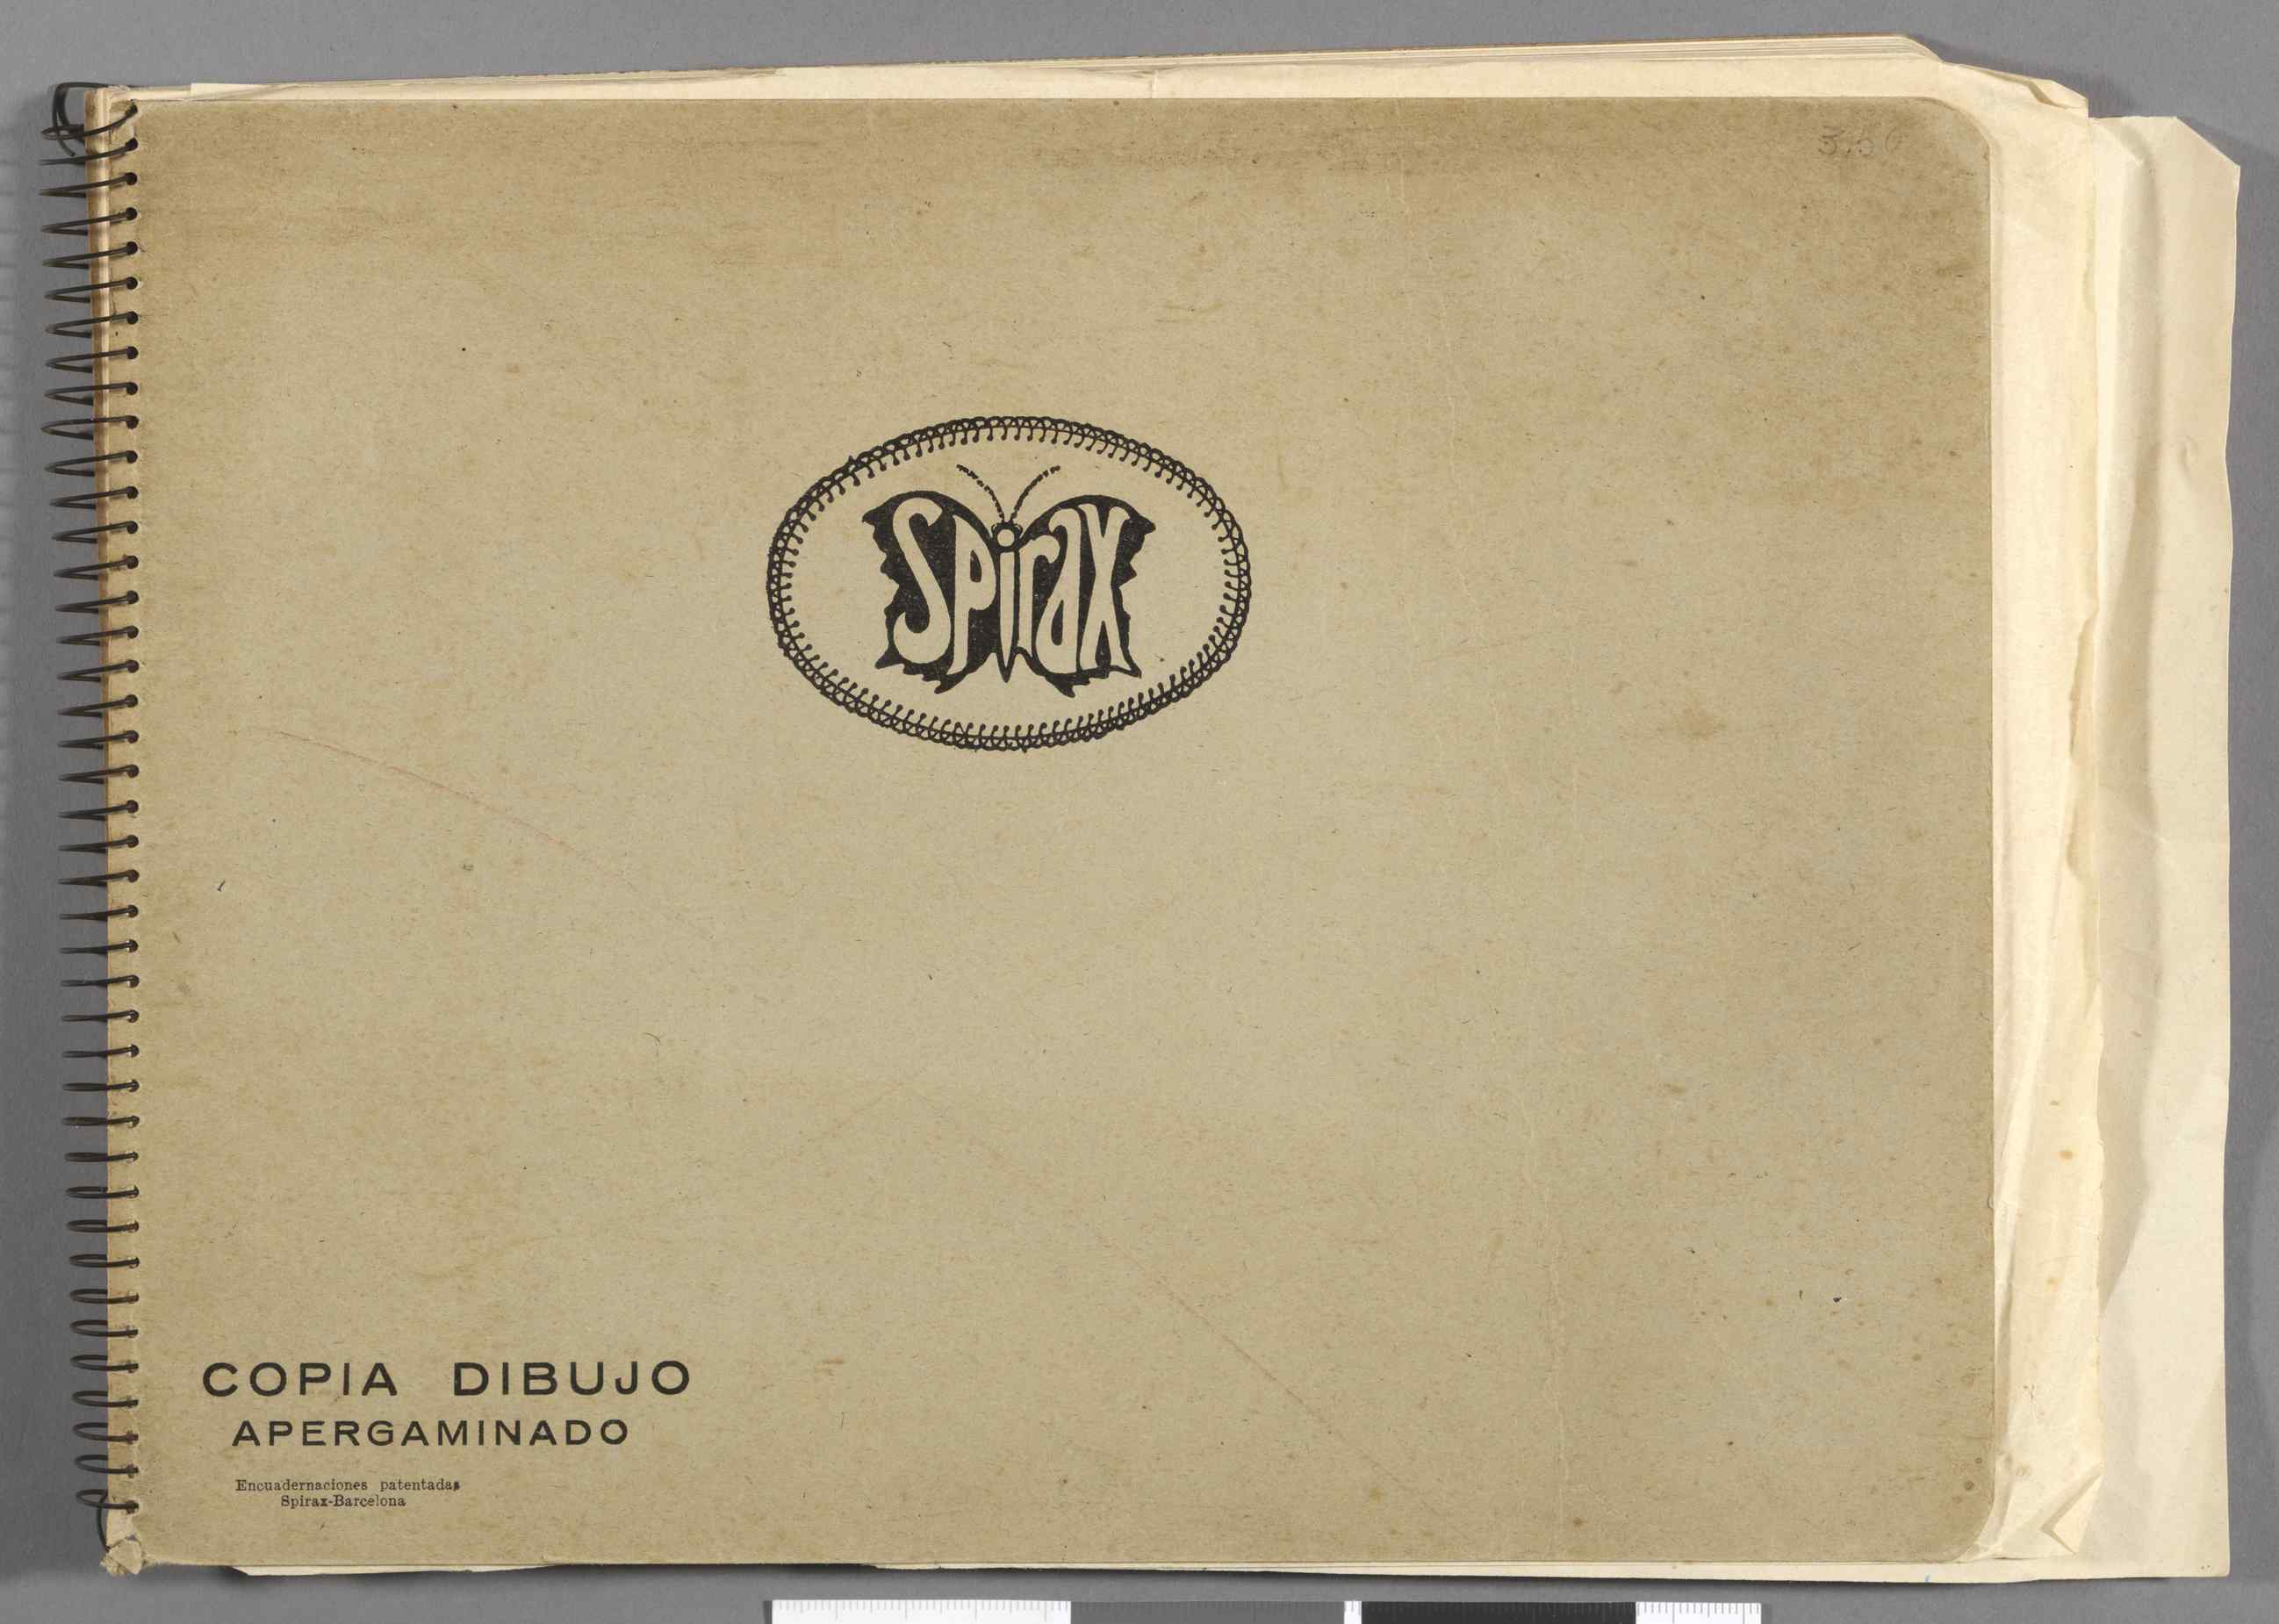 Spirax
COPIA DIBUJO
APERGAMINADO
Encuadernaciones patentadas
Spirax-Barcelona